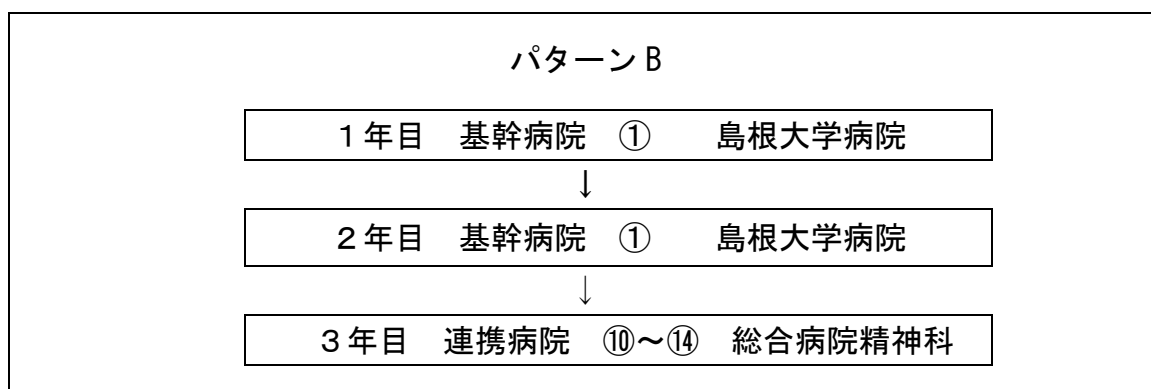 パターンB
1年目 基幹病院 ① 島根大学病院
↓
2年目 基幹病院 ① 島根大学病院
↓
3年目 連携病院 ⑩~⑭ 総合病院精神科